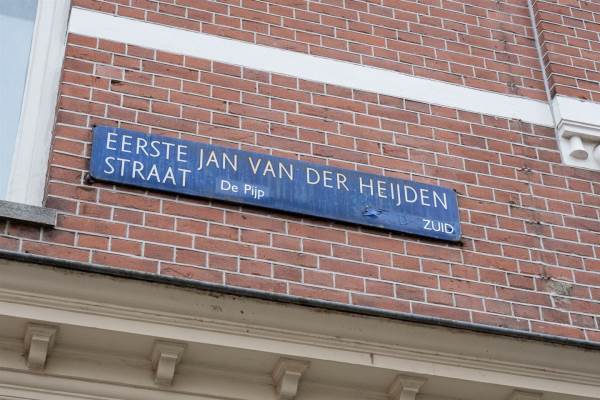 EERSTE JAN VAN DER HEIJDEN
STRAAT
De Pijp
ZUID